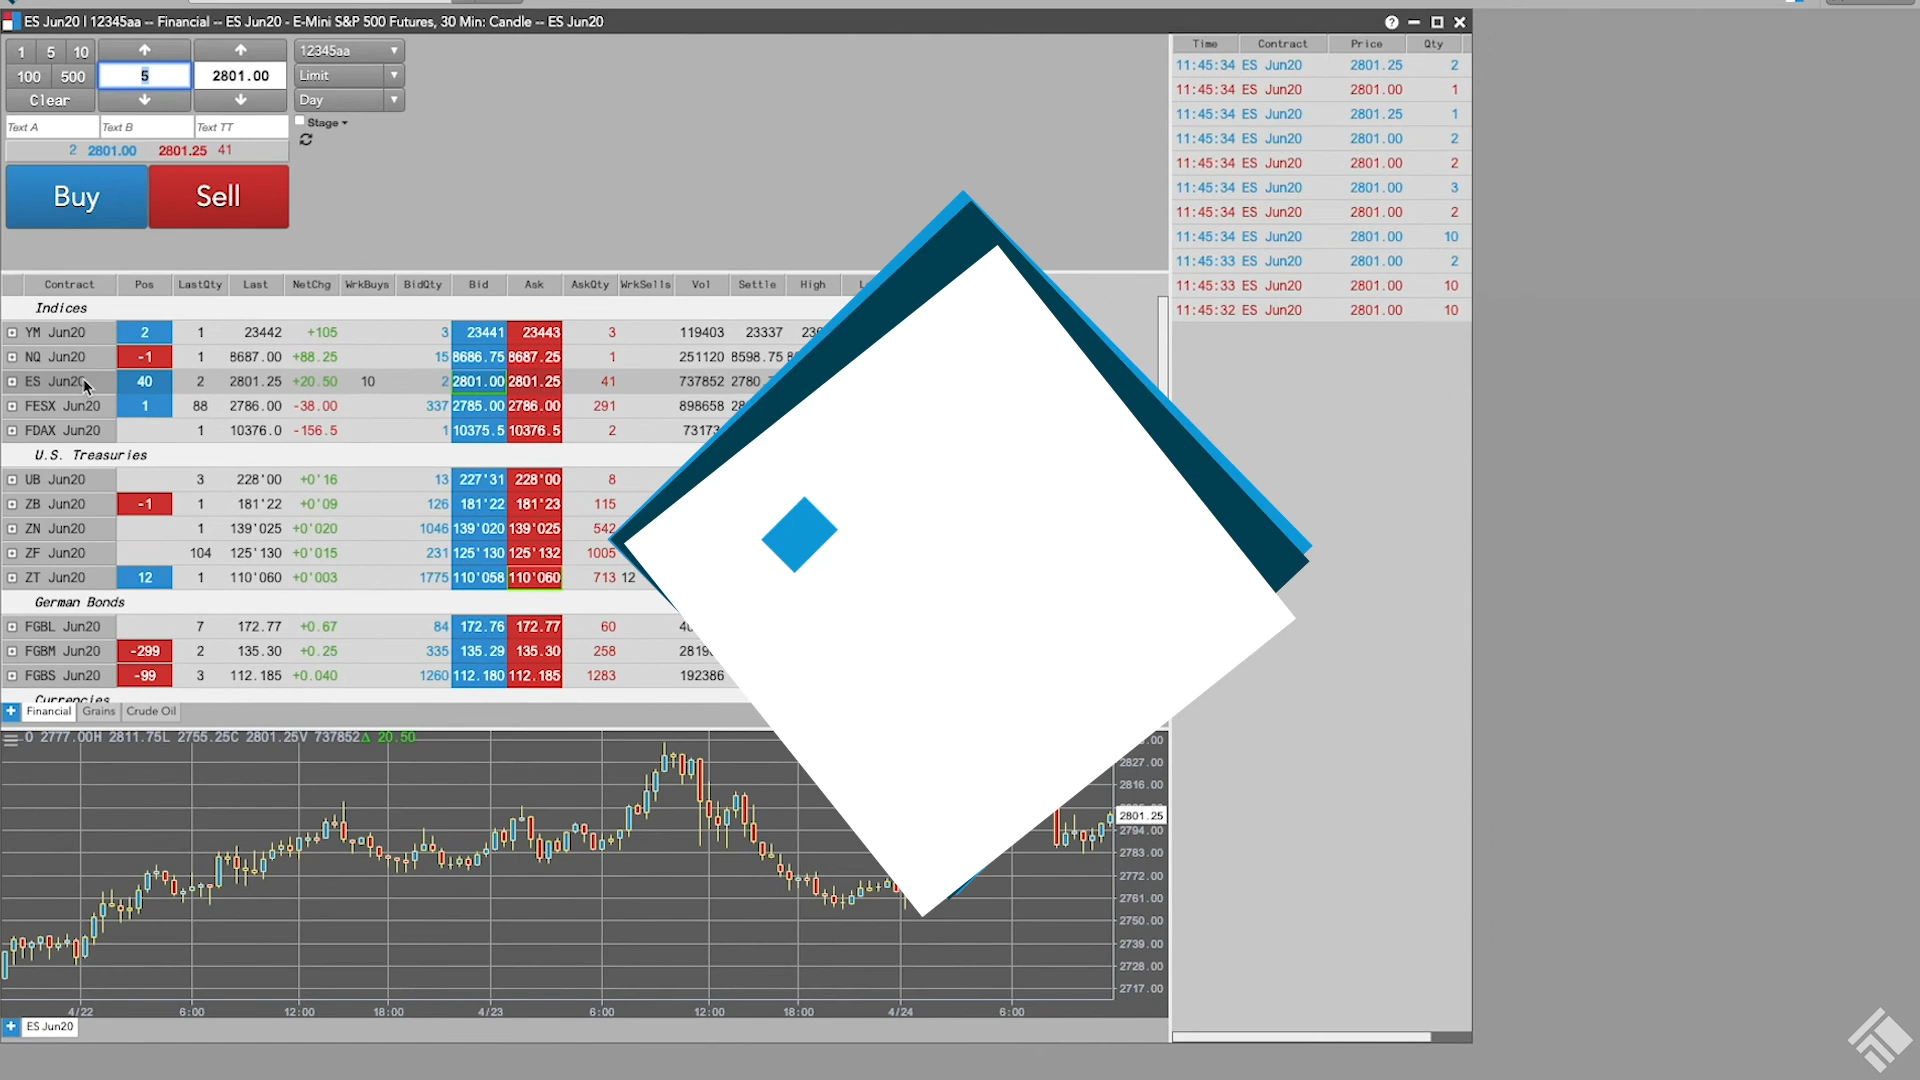 ES Jun20 | 12345aa -- Financial -- ES Jun20 - E-Mini S&P 500 Futures, 30 Min: Candle -- ES Jun20
1 5 10
100 500 5 2801.00
Clear
12345aa
Limit
Day
Text A Text B Text TT
Stage
2 2801.00 2801.25 41
Buy Sell
Contract Pos LastQty Last NetChg WrkBuys BidQty Bid Ask AskQty WrkSells Vol Settle High
Indices
YM Jun20 2 1 23442 +105 3 23441 23443 3 119403 23337
NQ Jun20 -1 1 8687.00 +88.25 15 8686.75 8687.25 1 251120 8598.75
ES Jun20 40 2 2801.25 +20.50 10 2 2801.00 2801.25 41 737852
FESX Jun20 1 88 2786.00 -38.00 337 2785.00 2786.00 291 898658
FDAX Jun20 1 10376.0 -156.5 1 10375.5 10376.5 2
U.S. Treasuries
UB Jun20 3 228'00 +0'16 13 227'31 228'00 8
ZB Jun20 -1 1 181'22 +0'09 126 181'22 181'23 115
ZN Jun20 1 139'025 +0'020 1046 139'020 139'025 542
ZF Jun20 104 125'130 +0'015 231 125'130 125'132 1005
ZT Jun20 12 1 110'060 +0'003 1775 110'058 110'060 713 12
German Bonds
FGBL Jun20 7 172.77 +0.67 84 172.76 172.77 60
FGBM Jun20 -299 2 135.30 +0.25 335 135.29 135.30 258
FGBS Jun20 -99 3 112.185 +0.040 1260 112.180 112.185 1283 192386
Currencies
Financial Grains Crude Oil
O 2777.00H 2811.75L 2755.25C 2801.25V 737852Δ 20.50
2827.00
2816.00
2801.25
2794.00
2783.00
2772.00
2761.00
2750.00
2739.00
2728.00
2717.00
4/22 6:00 12:00 18:00 4/23 6:00 12:00 18:00 4/24 6:00
ES Jun20
Time Contract Price Qty
11:45:34 ES Jun20 2801.25 2
11:45:34 ES Jun20 2801.00 1
11:45:34 ES Jun20 2801.25 1
11:45:34 ES Jun20 2801.00 2
11:45:34 ES Jun20 2801.00 2
11:45:34 ES Jun20 2801.00 3
11:45:34 ES Jun20 2801.00 2
11:45:34 ES Jun20 2801.00 10
11:45:33 ES Jun20 2801.00 2
11:45:33 ES Jun20 2801.00 10
11:45:32 ES Jun20 2801.00 10